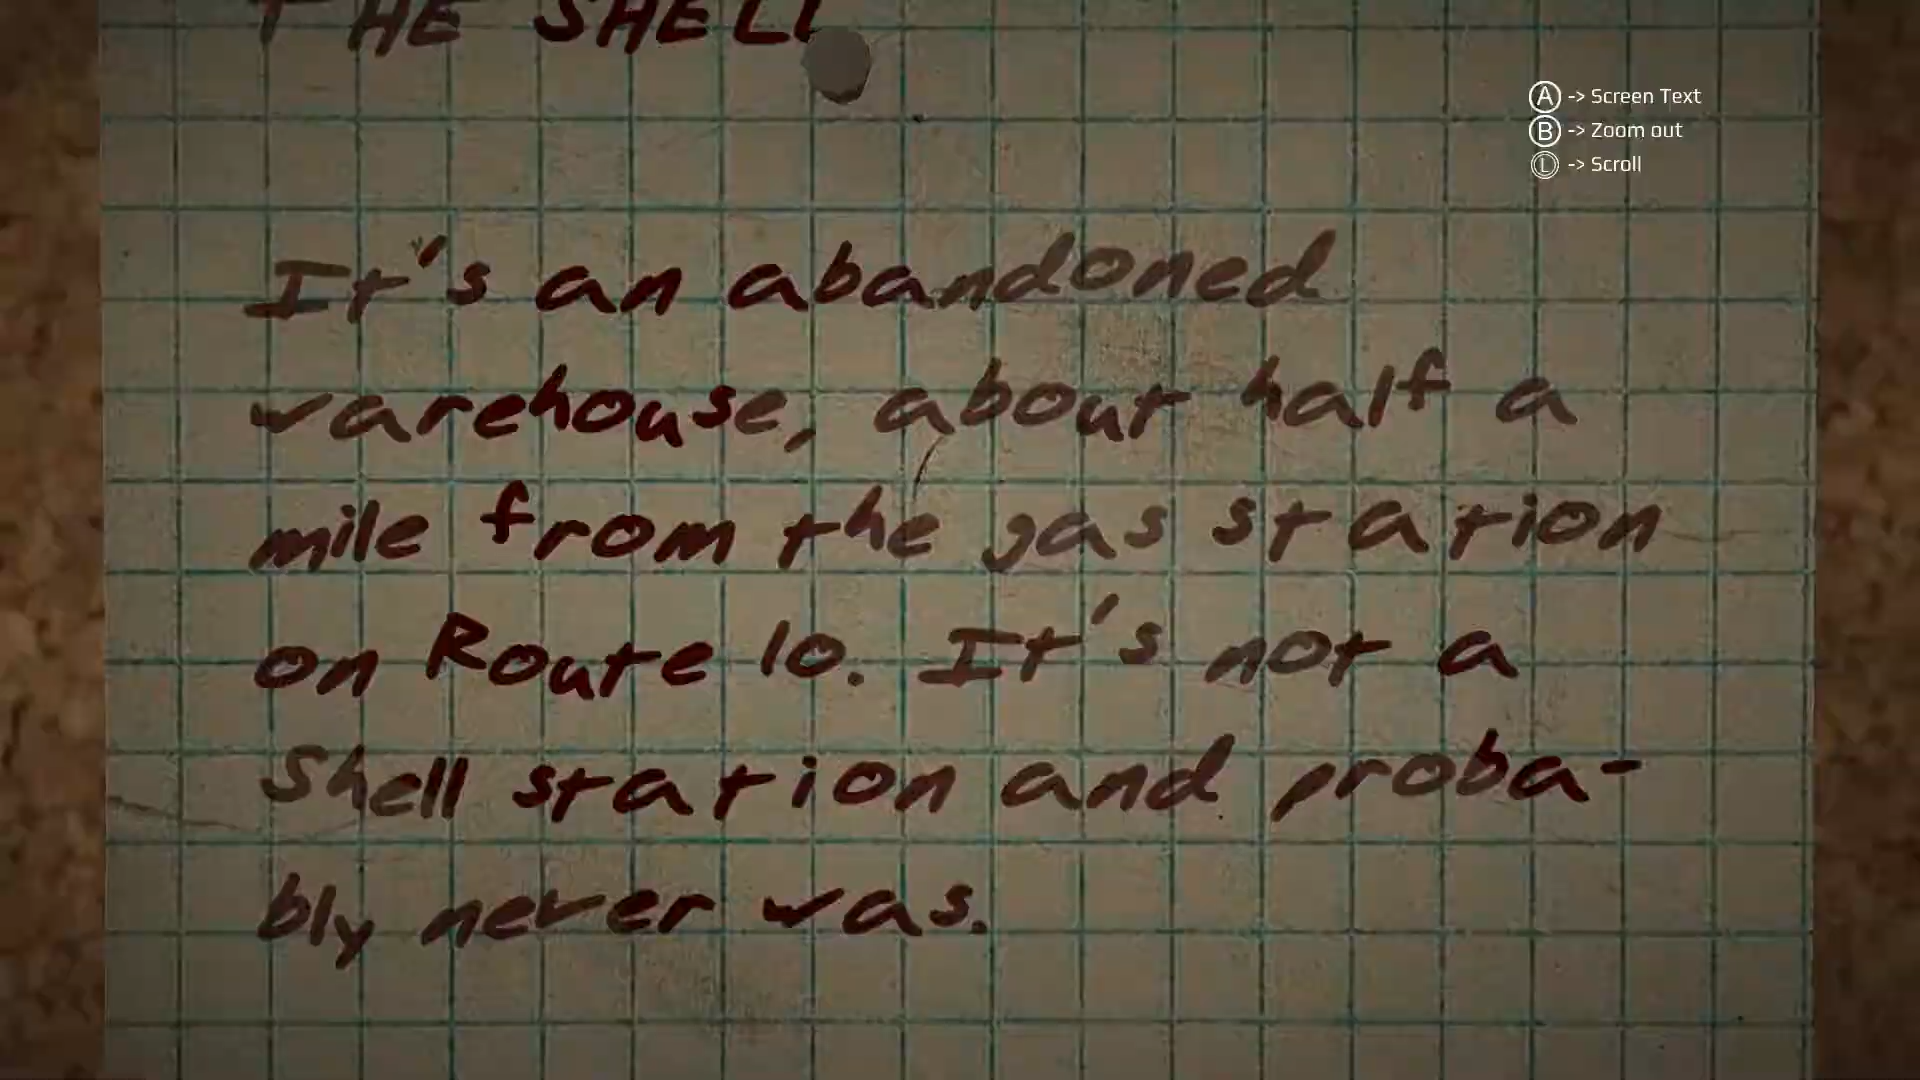 THE SHELL
Ⓐ -> Screen Text
Ⓑ -> Zoom out
Ⓛ -> Scroll
It's an abandoned
warehouse, about half a
mile from the gas station
on Route 10. It's not a
Shell station and proba-
bly never was.